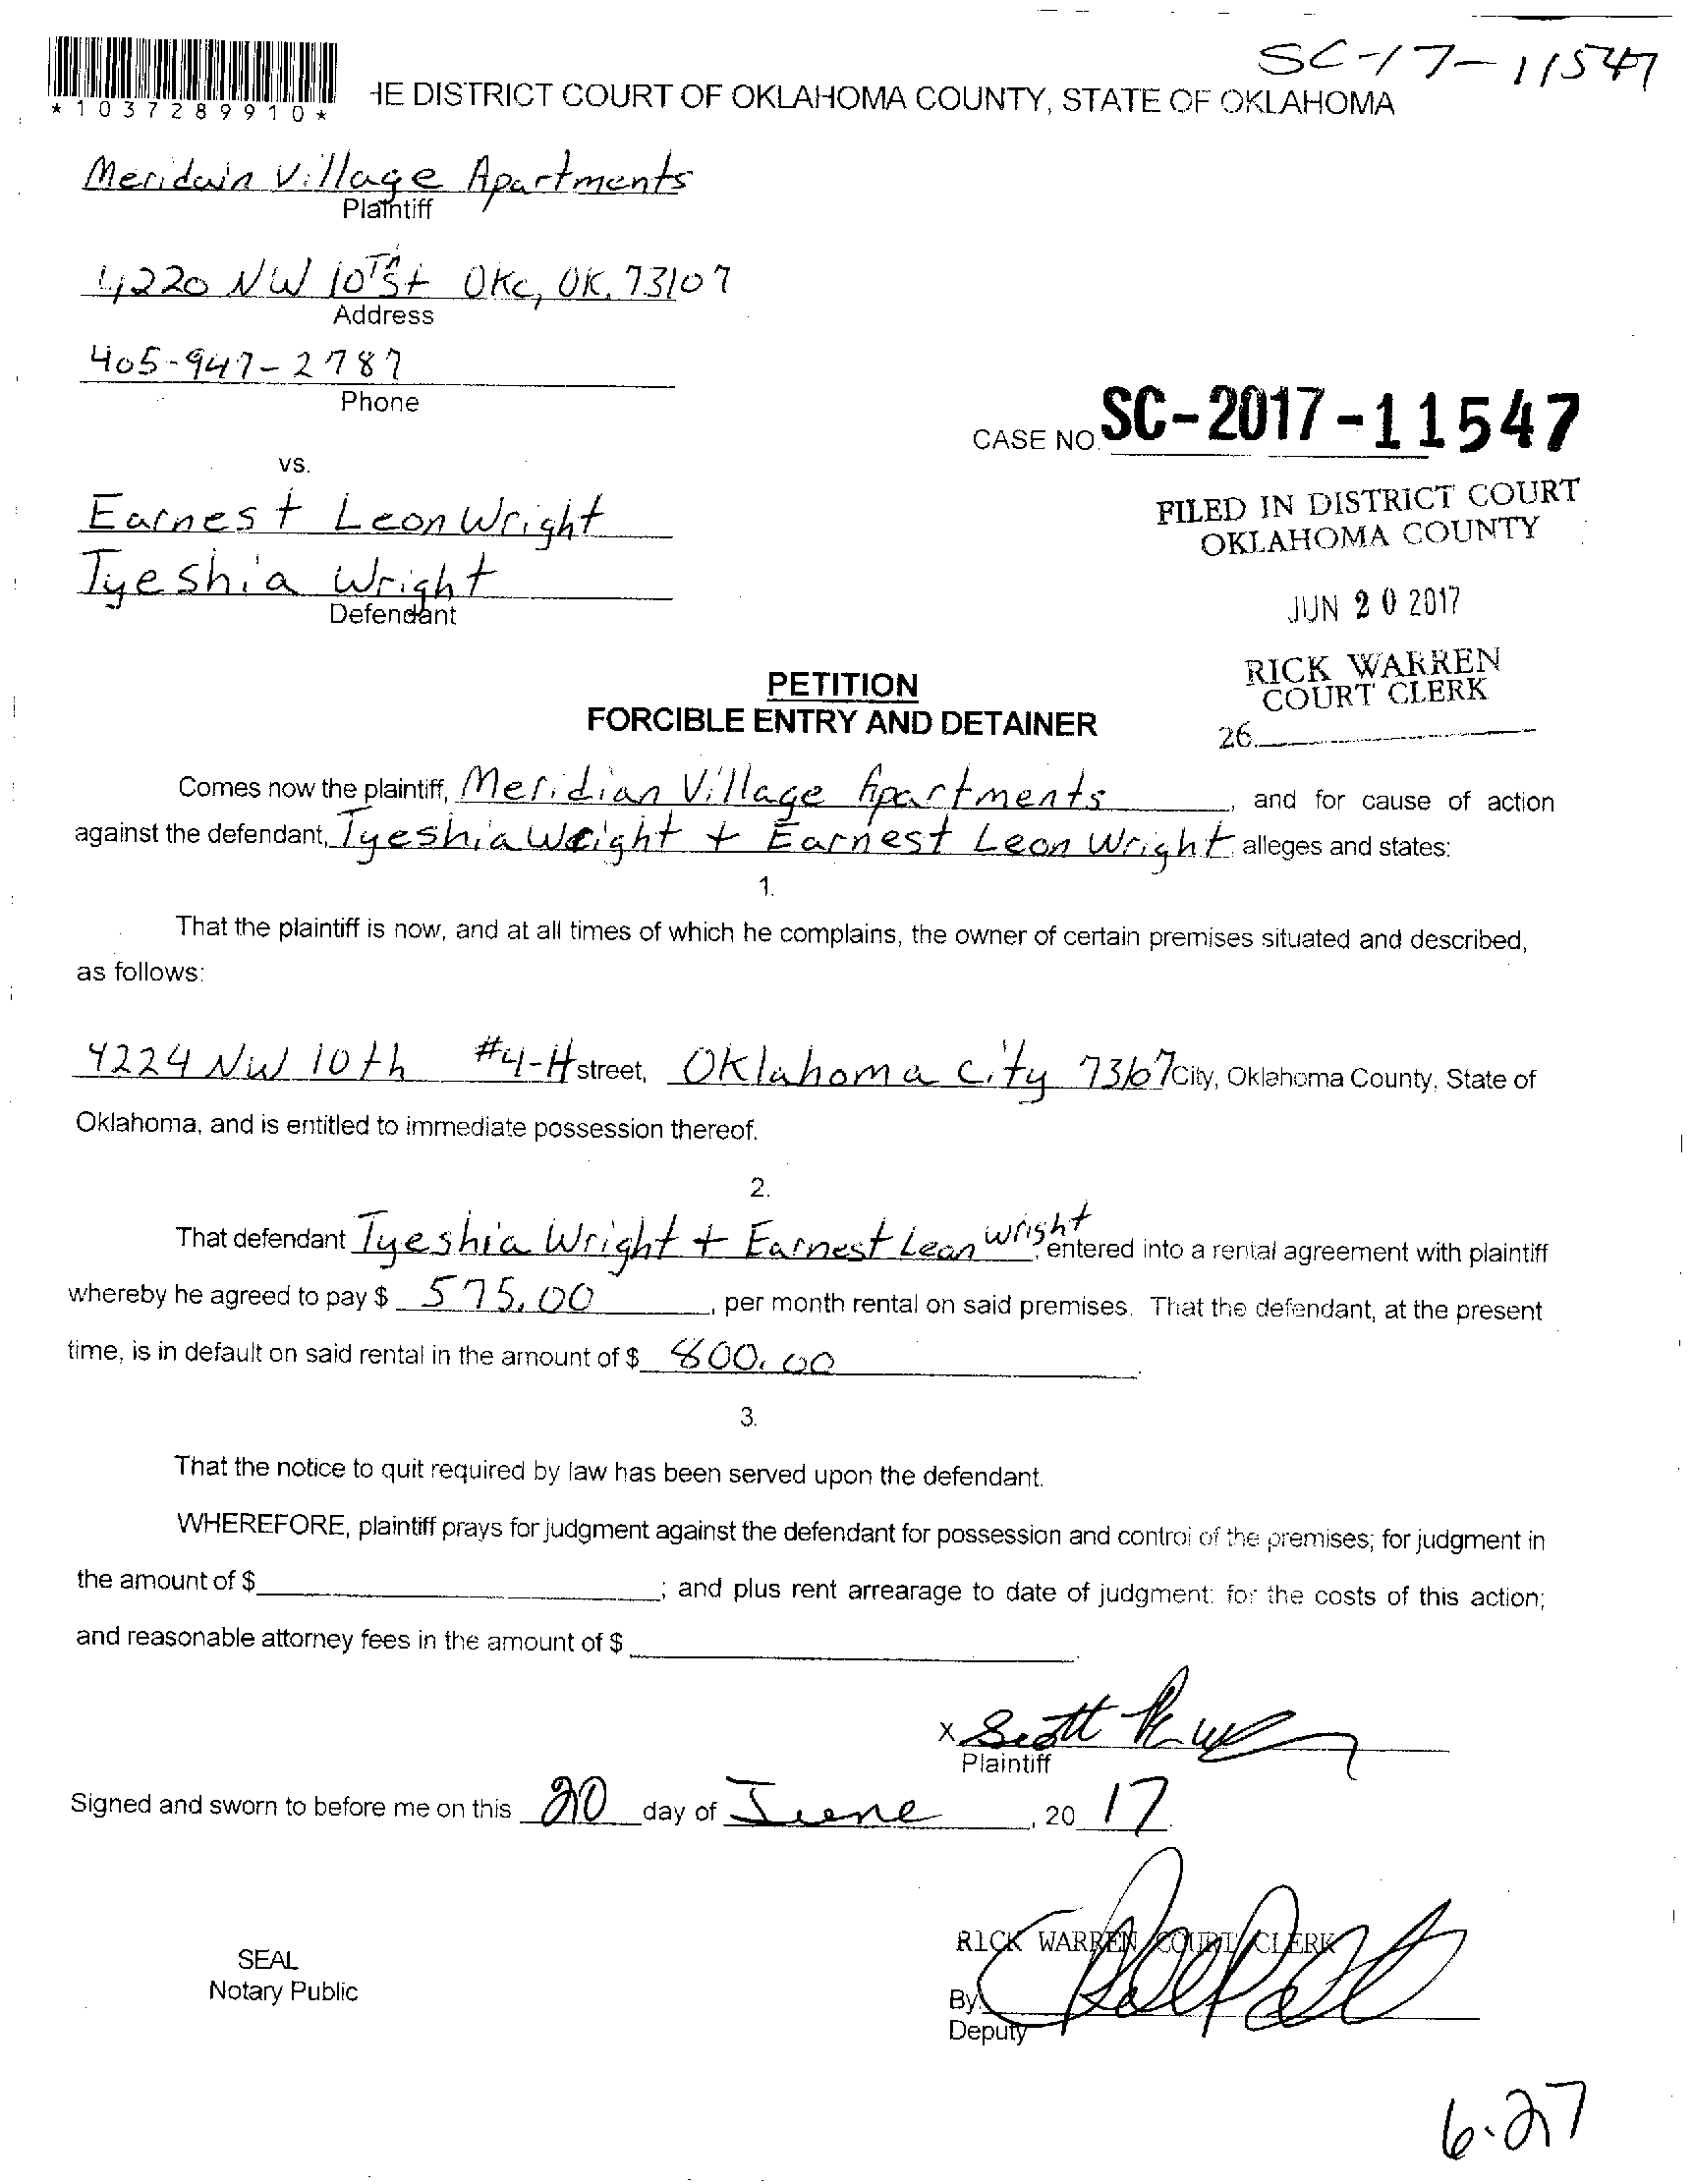 SC-17-11547
*1037289910*
HE DISTRICT COURT OF OKLAHOMA COUNTY, STATE OF OKLAHOMA
Meridain Village Apartments
Plaintiff
4220 NW 10th St OKC, OK. 73107
Address
405-947-2787
Phone
CASE NO. SC-2017-11547
vs.
Earnest Leon Wright
Tyeshia Wright
Defendant
FILED IN DISTRICT COURT
OKLAHOMA COUNTY
JUN 20 2017
RICK WARREN
COURT CLERK
26
PETITION
FORCIBLE ENTRY AND DETAINER
Comes now the plaintiff, Meridian Village Apartments, and for cause of action
against the defendant, Tyeshia Wright + Earnest Leon Wright alleges and states:
1.
That the plaintiff is now, and at all times of which he complains, the owner of certain premises situated and described,
as follows:
4224 NW 10th #4-H street, Oklahoma City 73107 City, Oklahoma County, State of
Oklahoma, and is entitled to immediate possession thereof.
2.
That defendant Tyeshia Wright + Earnest Leon Wright, entered into a rental agreement with plaintiff
whereby he agreed to pay $ 575.00, per month rental on said premises. That the defendant, at the present
time, is in default on said rental in the amount of $ 800.00.
3.
That the notice to quit required by law has been served upon the defendant.
WHEREFORE, plaintiff prays for judgment against the defendant for possession and control of the premises; for judgment in
the amount of $; and plus rent arrearage to date of judgment: for the costs of this action;
and reasonable attorney fees in the amount of $.
x Scott
Plaintiff
Signed and sworn to before me on this 20 day of June, 20 17.
RICK WARREN COURT CLERK
SEAL
Notary Public
By
Deputy
6.27